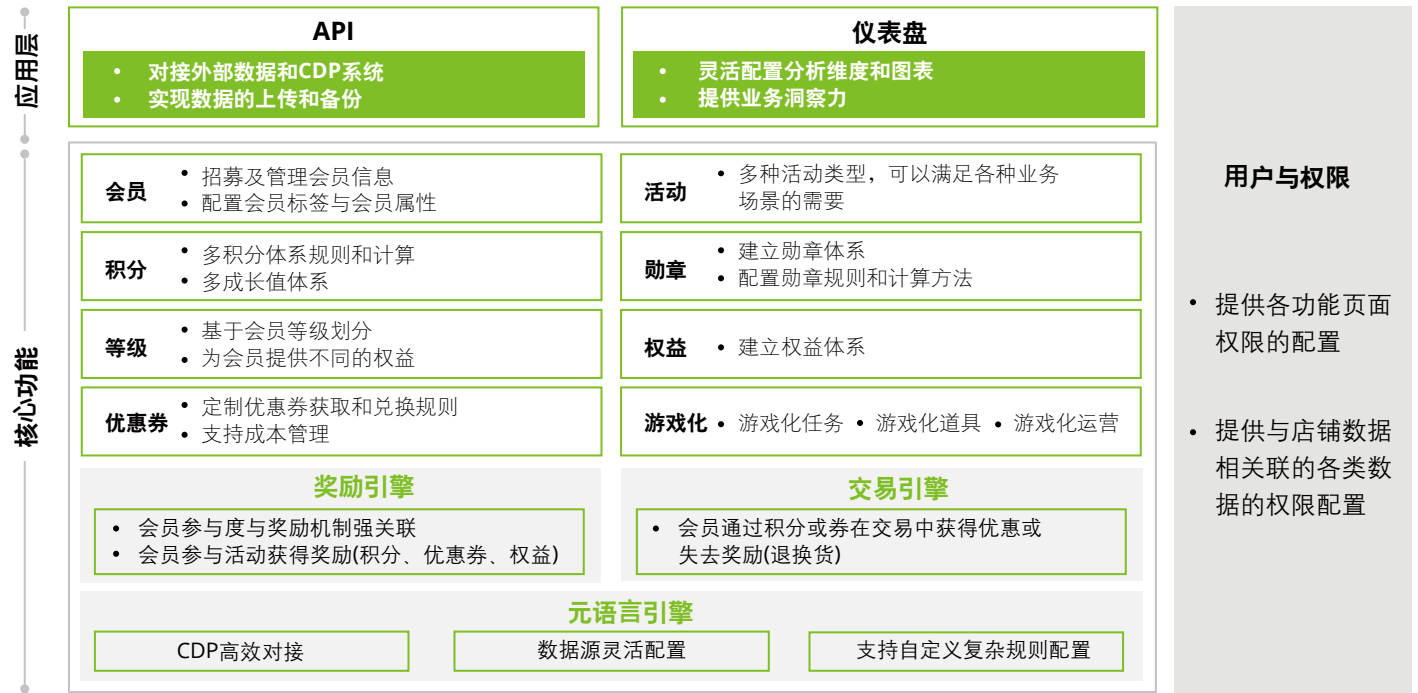 应用层
API
• 对接外部数据和CDP系统
• 实现数据的上传和备份
仪表盘
• 灵活配置分析维度和图表
• 提供业务洞察力
核心功能
会员
• 招募及管理会员信息
• 配置会员标签与会员属性
活动
• 多种活动类型，可以满足各种业务
场景的需要
积分
• 多积分体系规则和计算
• 多成长值体系
勋章
• 建立勋章体系
• 配置勋章规则和计算方法
等级
• 基于会员等级划分
• 为会员提供不同的权益
权益
• 建立权益体系
优惠券
• 定制优惠券获取和兑换规则
• 支持成本管理
游戏化
• 游戏化任务 • 游戏化道具 • 游戏化运营
奖励引擎
• 会员参与度与奖励机制强关联
• 会员参与活动获得奖励(积分、优惠券、权益)
交易引擎
• 会员通过积分或券在交易中获得优惠或
失去奖励(退换货)
元语言引擎
CDP高效对接
数据源灵活配置
支持自定义复杂规则配置
用户与权限
• 提供各功能页面
权限的配置
• 提供与店铺数据
相关联的各类数
据的权限配置